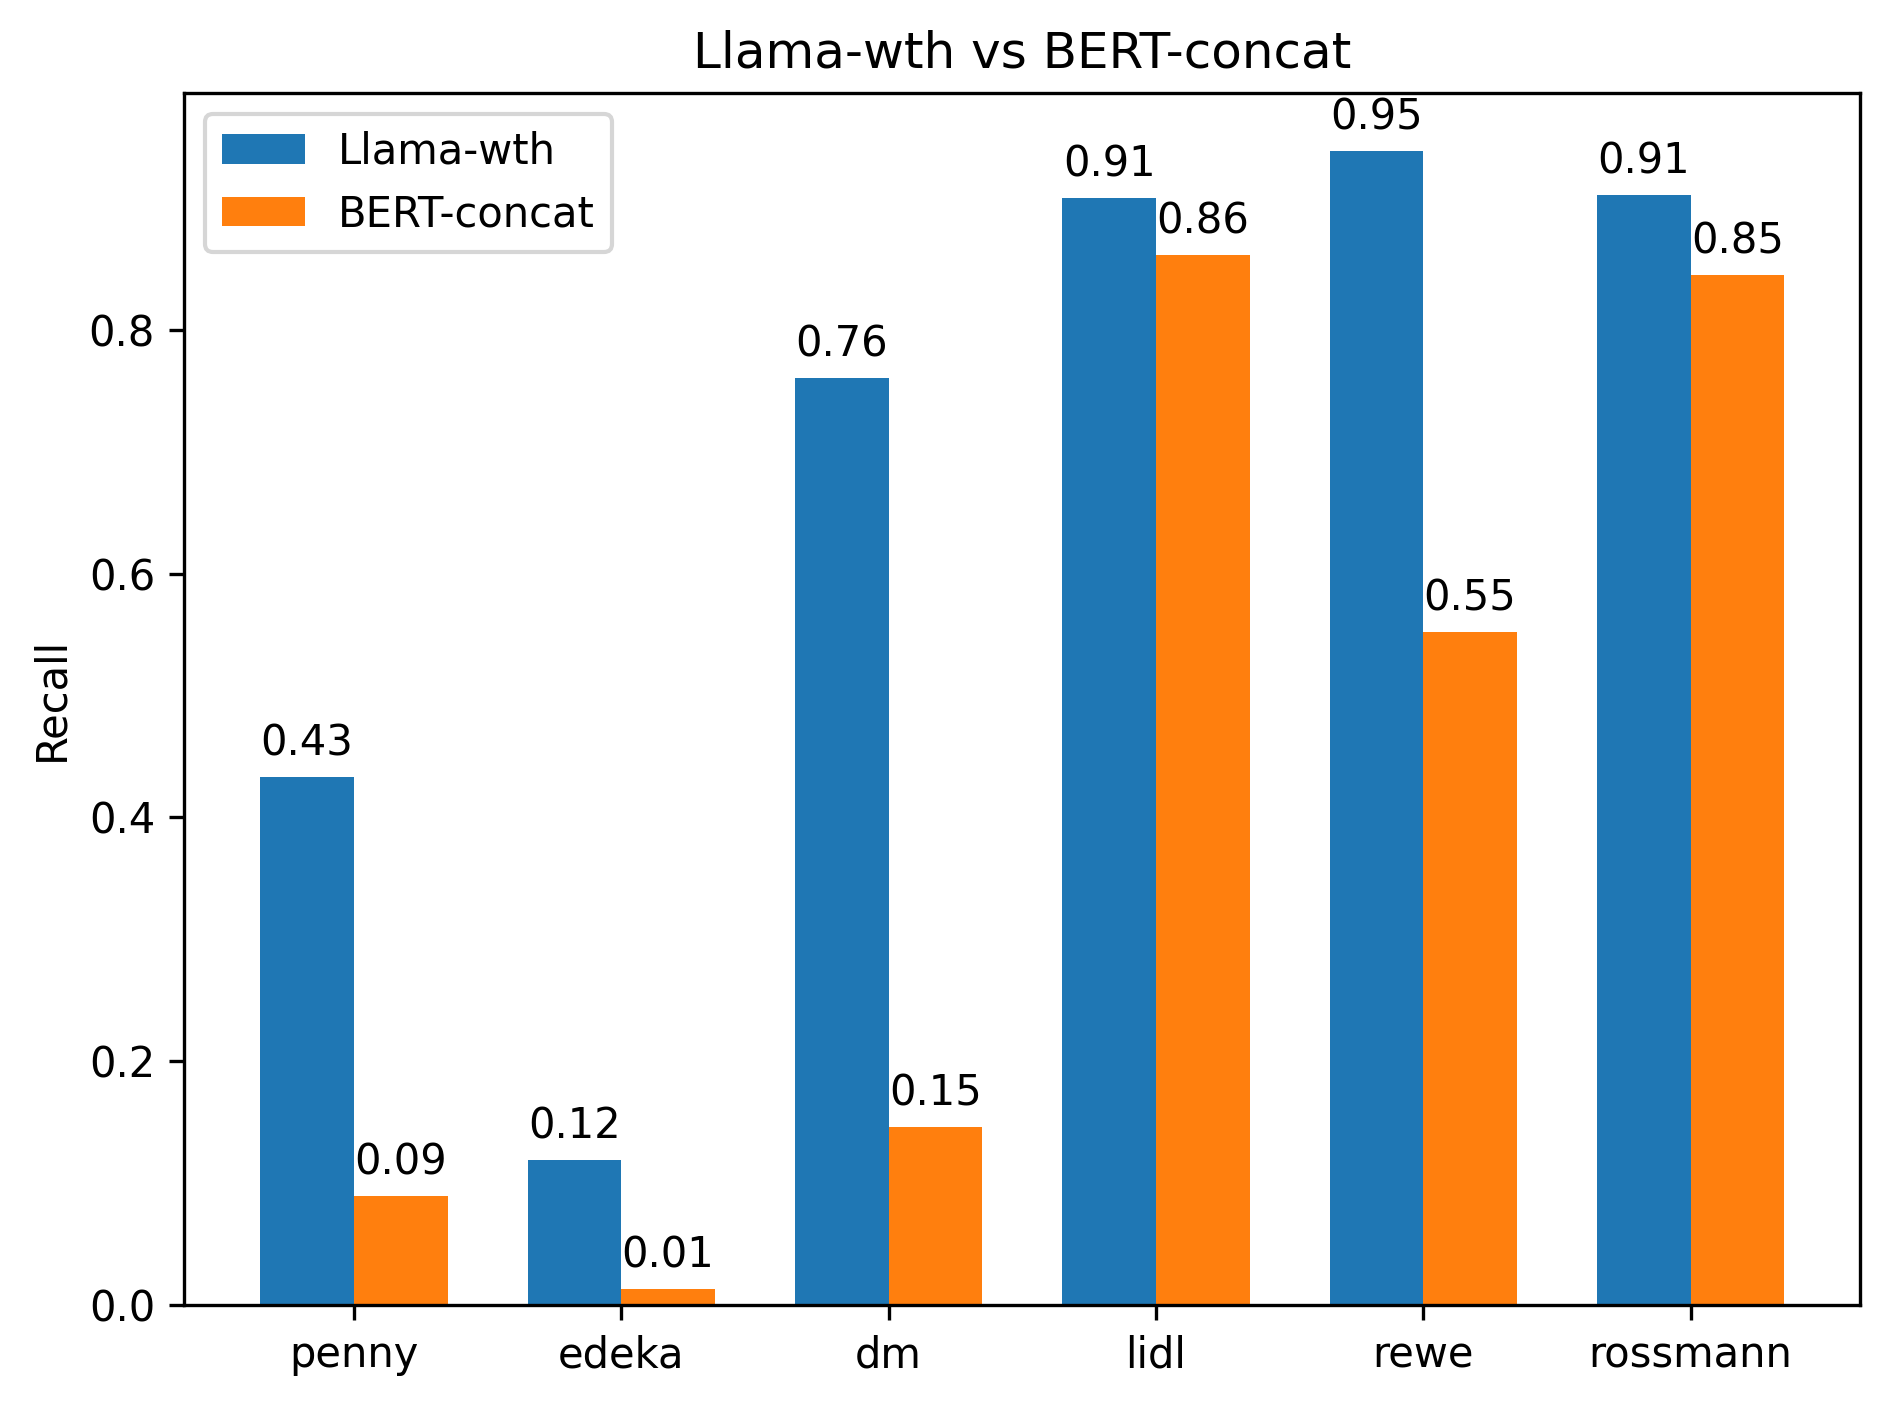 Llama-wth vs BERT-concat
Llama-wth
BERT-concat
Recall
0.8
0.6
0.4
0.2
0.0
0.43
0.09
0.12
0.01
0.76
0.15
0.91
0.86
0.95
0.55
0.91
0.85
penny
edeka
dm
lidl
rewe
rossmann